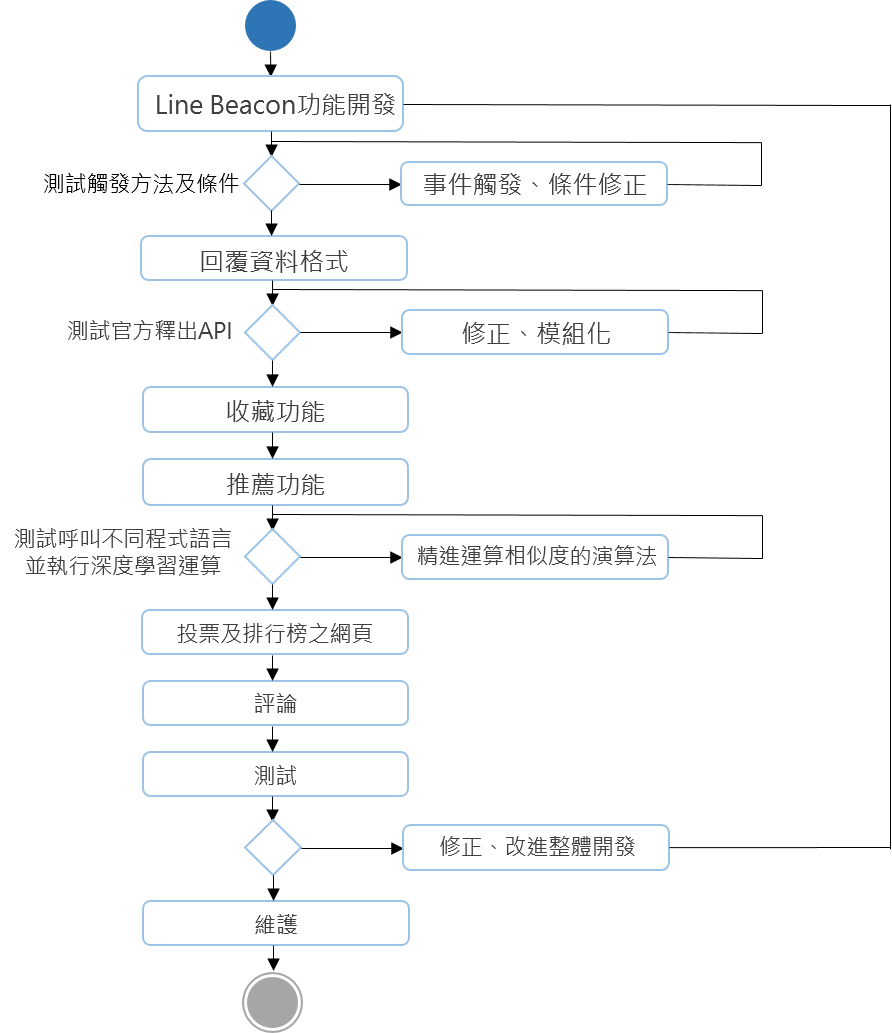 Line Beacon功能開發
測試觸發方法及條件
事件觸發、條件修正
回覆資料格式
測試官方釋出API
修正、模組化
收藏功能
推薦功能
測試呼叫不同程式語言
並執行深度學習運算
精進運算相似度的演算法
投票及排行榜之網頁
評論
測試
修正、改進整體開發
維護